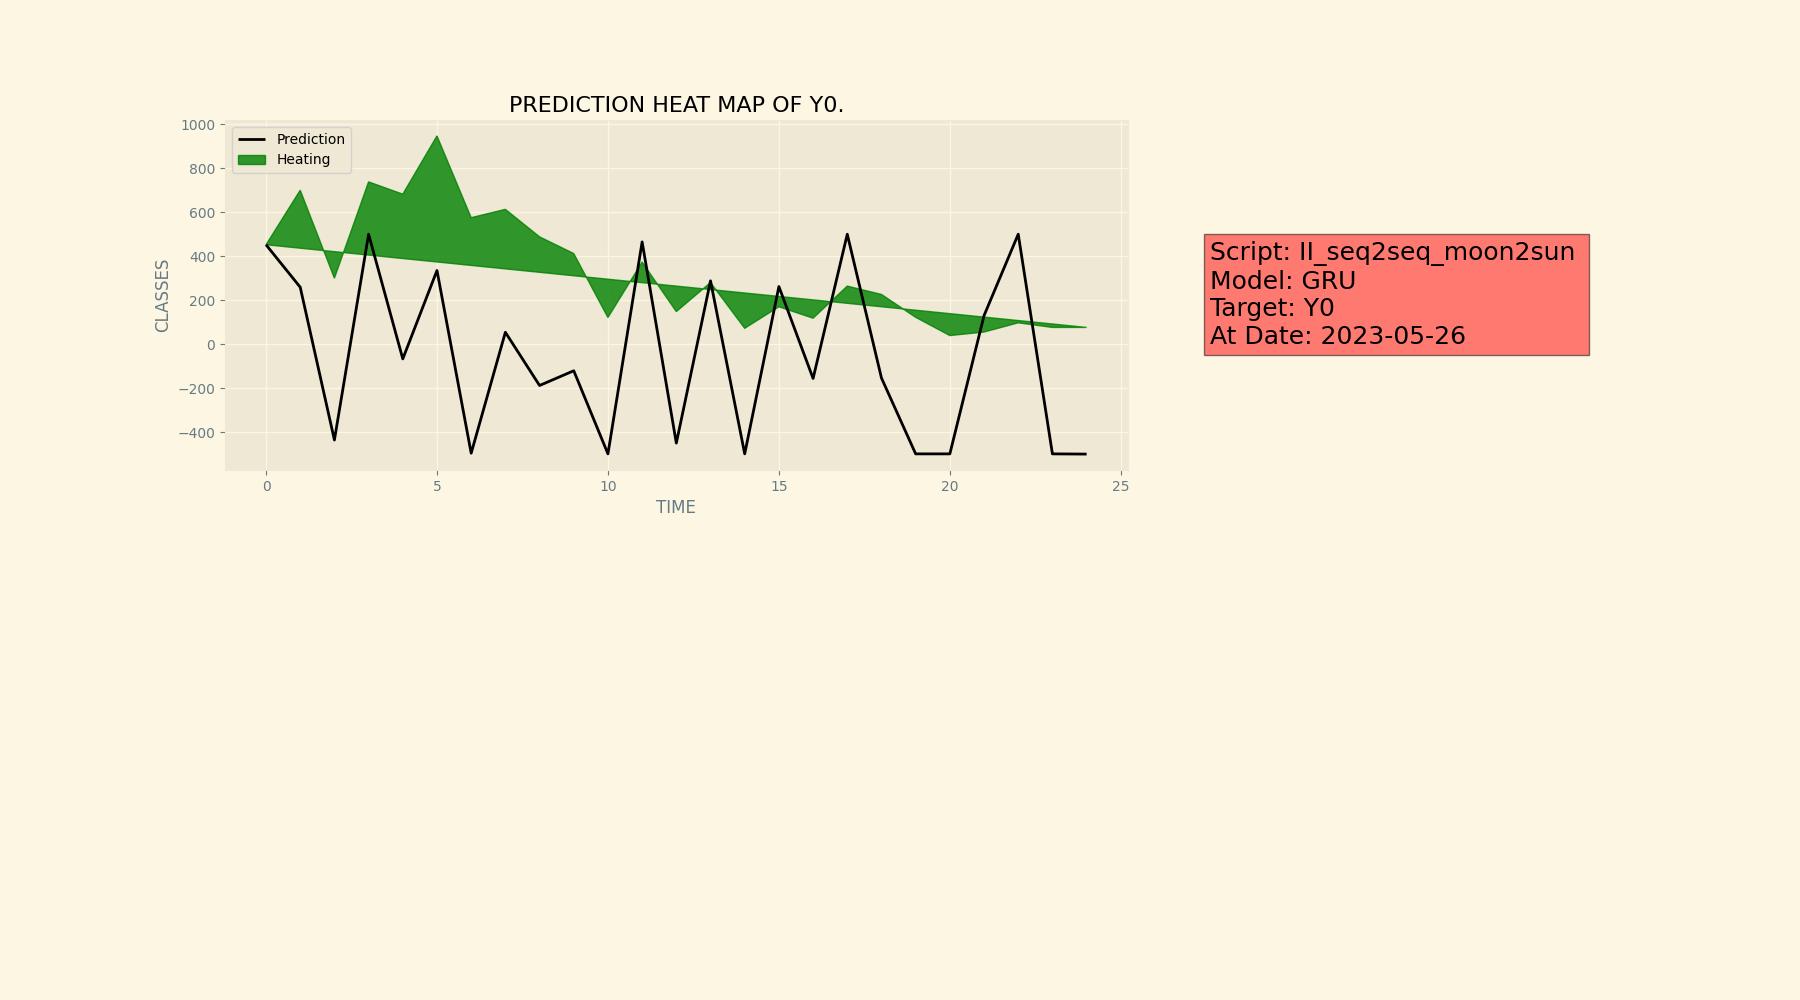 PREDICTION HEAT MAP OF Y0.
Prediction
Heating
1000
800
600
400
200
0
−200
−400
CLASSES
0 5 10 15 20 25
TIME
Script: II_seq2seq_moon2sun
Model: GRU
Target: Y0
At Date: 2023-05-26